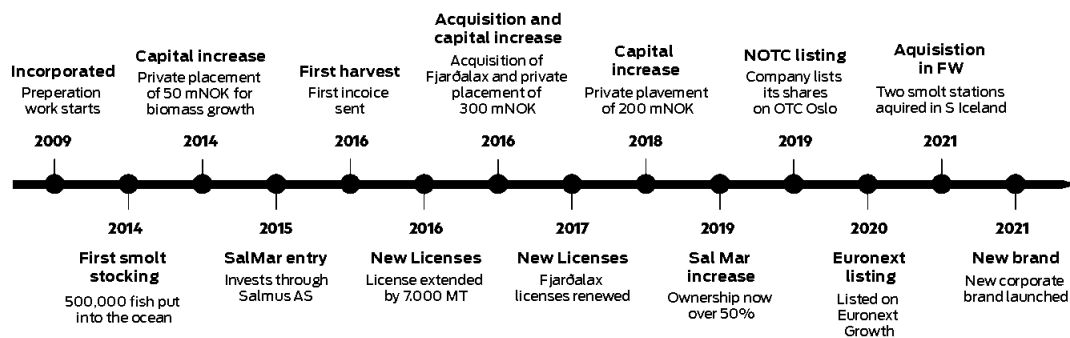 Incorporated
Preperation
work starts
2009
2014
First smolt
stocking
500,000 fish put
into the ocean
Capital increase
Private placement
of 50 mNOK for
biomass growth
2014
2015
SalMar entry
Invests through
Salmus AS
First harvest
First incoice
sent
2016
2016
New Licenses
License extended
by 7.000 MT
Acquisition and
capital increase
Acquisition of
Fjarðalax and private
placement of
300 mNOK
2016
2017
New Licenses
Fjarðalax
licenses renewed
Capital
increase
Private plavement
of 200 mNOK
2018
2019
Sal Mar
increase
Ownership now
over 50%
NOTC listing
Company lists
its shares
on OTC Oslo
2019
2020
Euronext
listing
Listed on
Euronext
Growth
Aquisistion
in FW
Two smolt stations
aquired in S Iceland
2021
2021
New brand
New corporate
brand launched